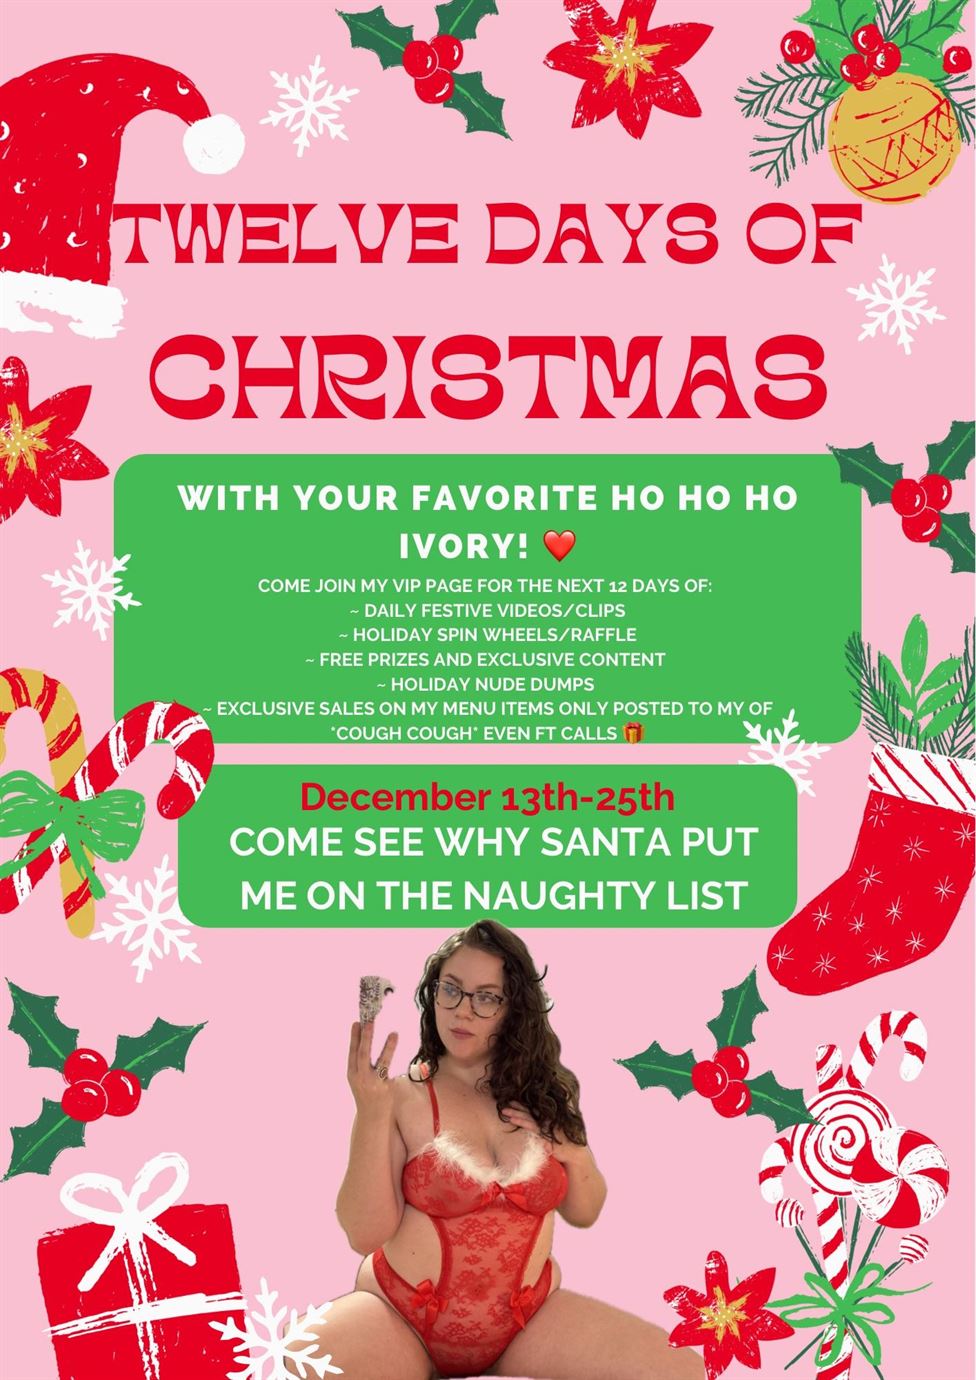 TWELVE DAYS OF
CHRISTMAS
WITH YOUR FAVORITE HO HO HO
IVORY! ❤️
COME JOIN MY VIP PAGE FOR THE NEXT 12 DAYS OF:
~ DAILY FESTIVE VIDEOS/CLIPS
~ HOLIDAY SPIN WHEELS/RAFFLE
~ FREE PRIZES AND EXCLUSIVE CONTENT
~ HOLIDAY NUDE DUMPS
~ EXCLUSIVE SALES ON MY MENU ITEMS ONLY POSTED TO MY OF
*COUGH COUGH* EVEN FT CALLS 🎁
December 13th-25th
COME SEE WHY SANTA PUT
ME ON THE NAUGHTY LIST